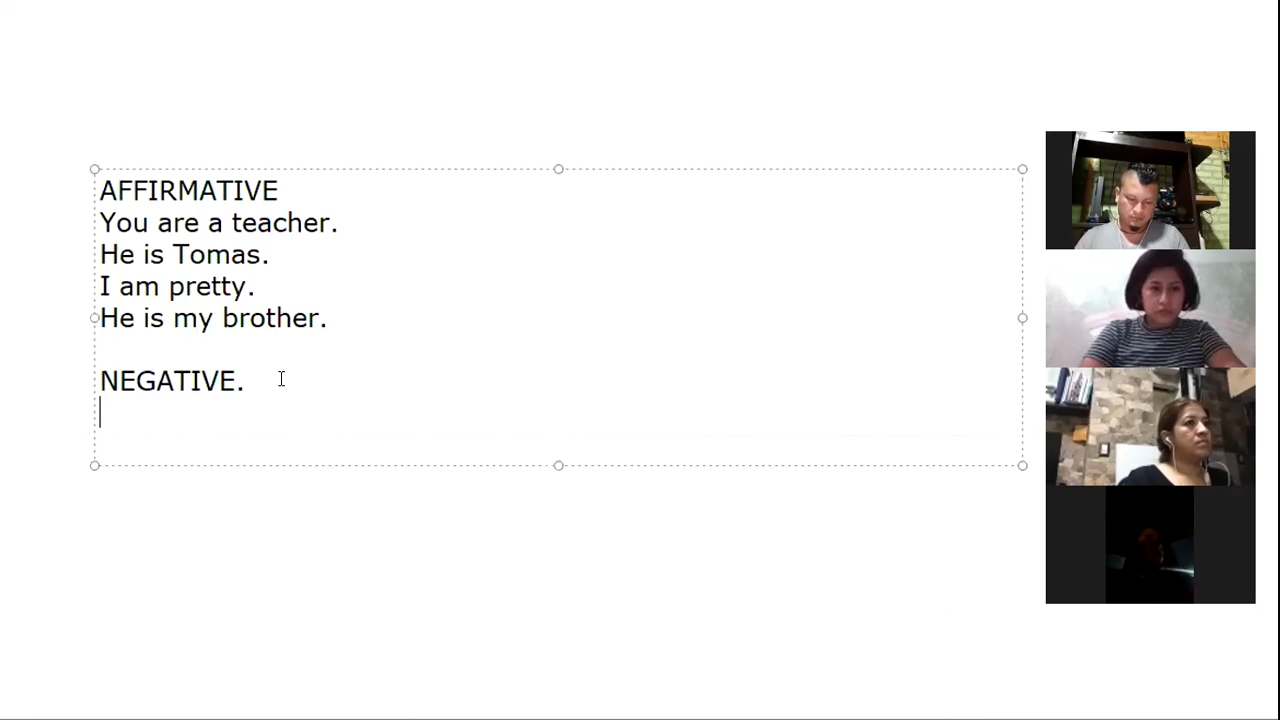 AFFIRMATIVE
You are a teacher.
He is Tomas.
I am pretty.
He is my brother.
NEGATIVE.